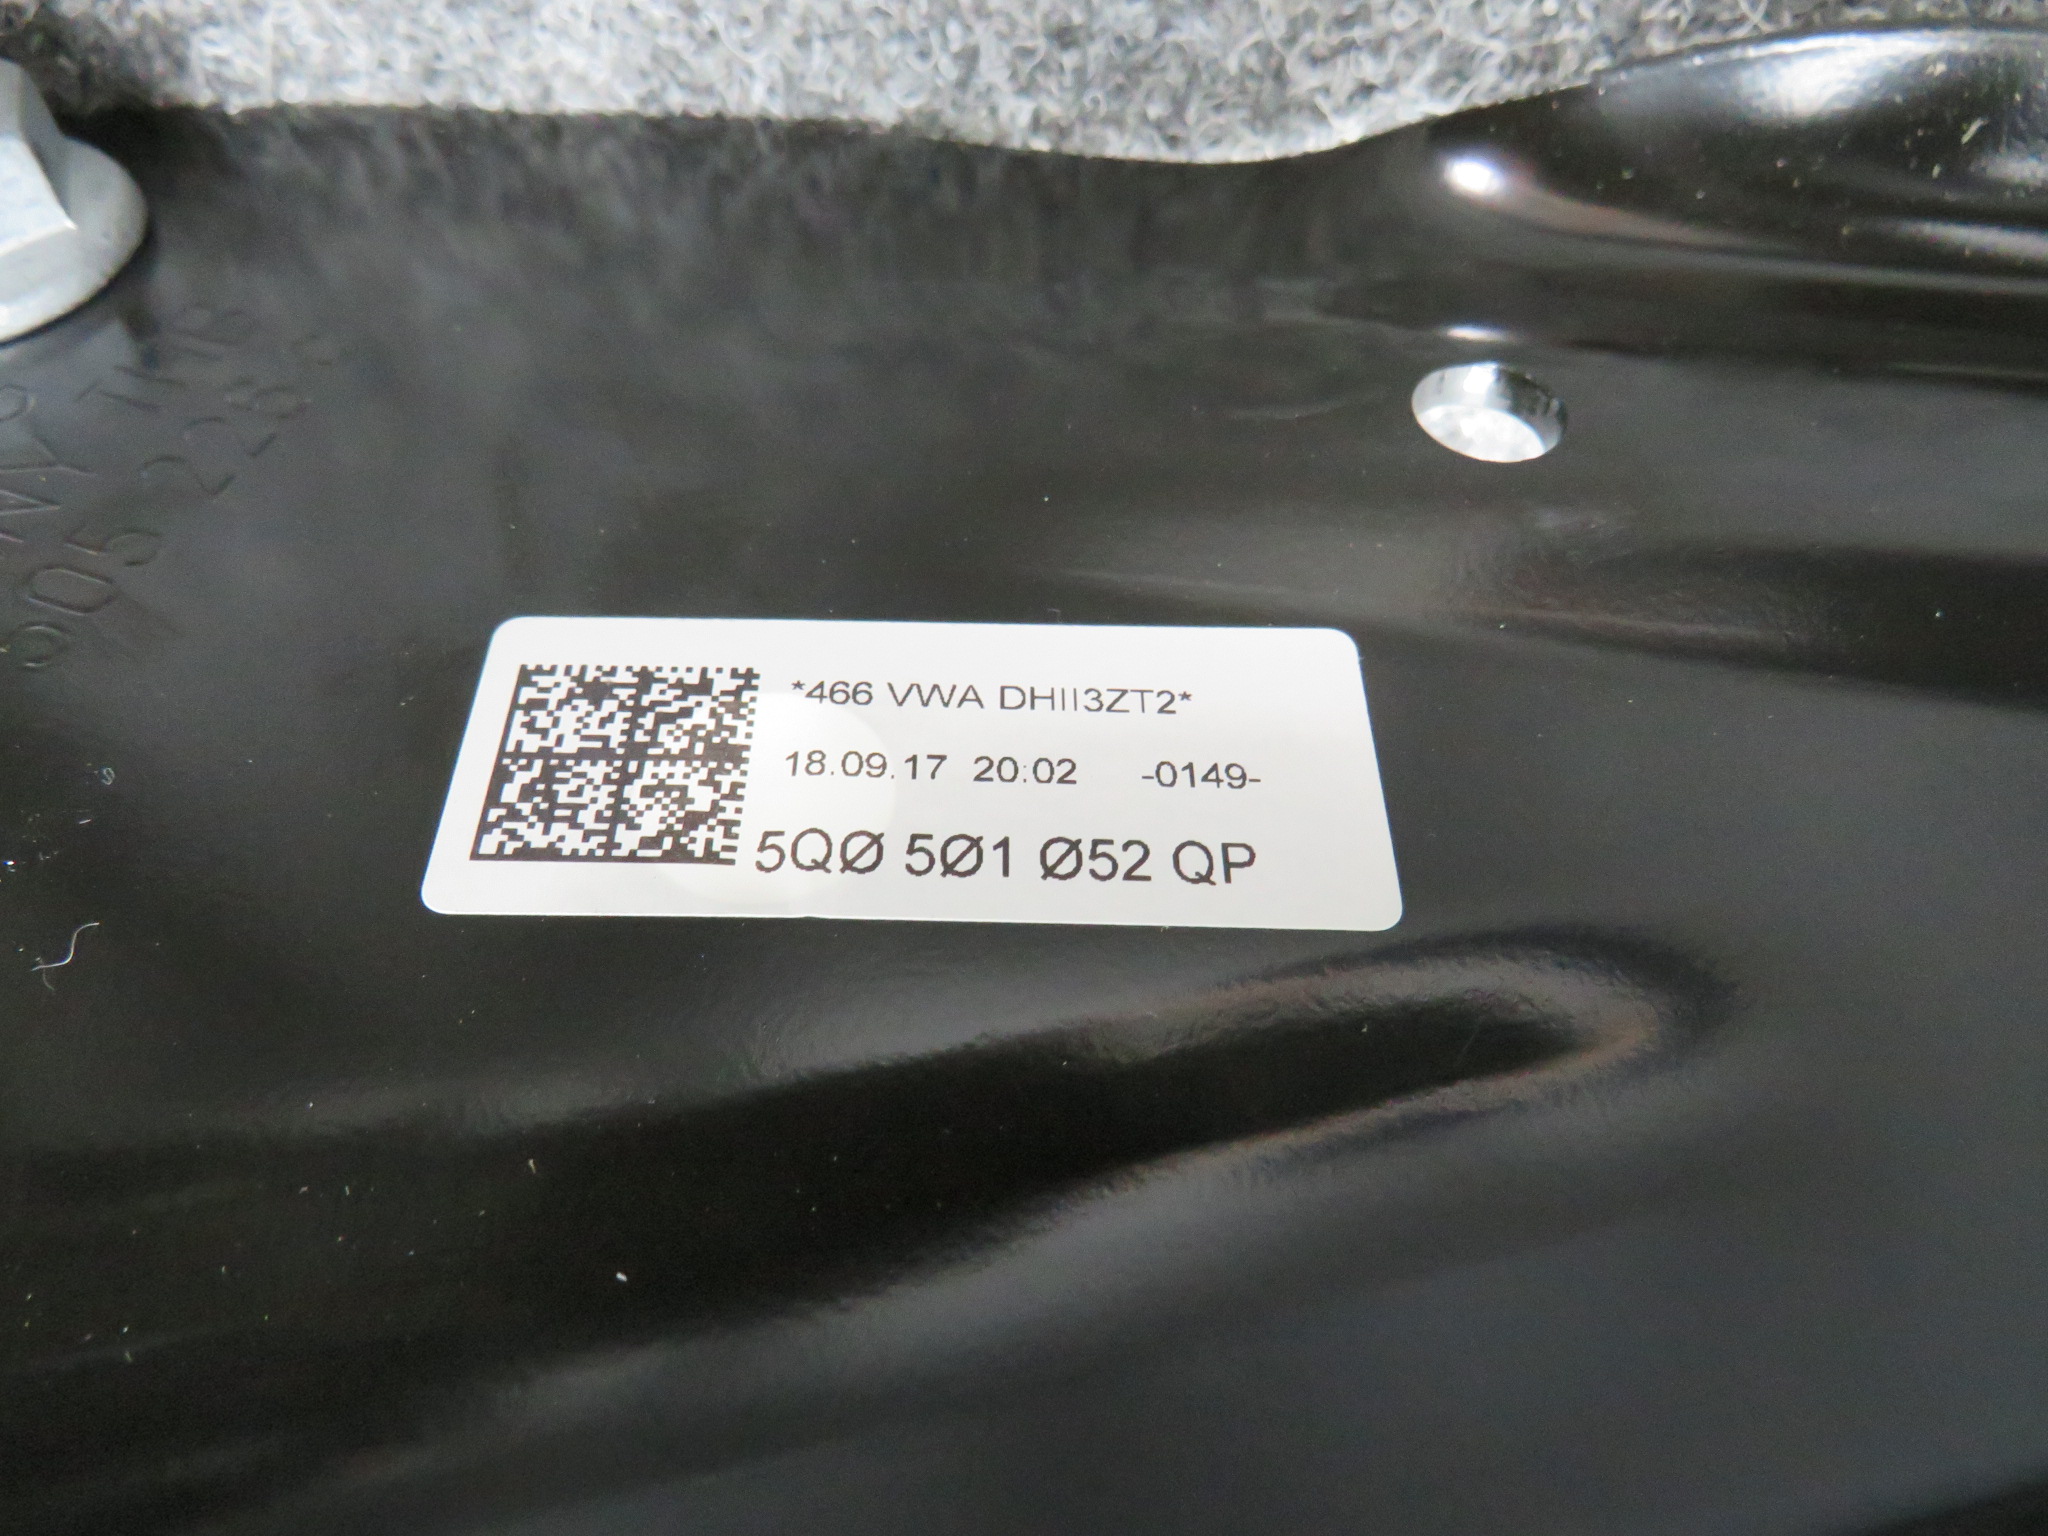 *466 VWA DHII3ZT2*
18.09.17 20:02 -0149-
5QØ 5Ø1 Ø52 QP